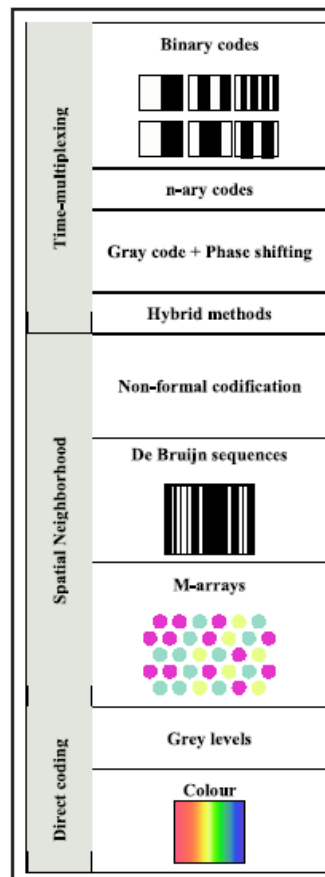 Time-multiplexing
Binary codes
n-ary codes
Gray code + Phase shifting
Hybrid methods
Spatial Neighborhood
Non-formal codification
De Bruijn sequences
M-arrays
Direct coding
Grey levels
Colour